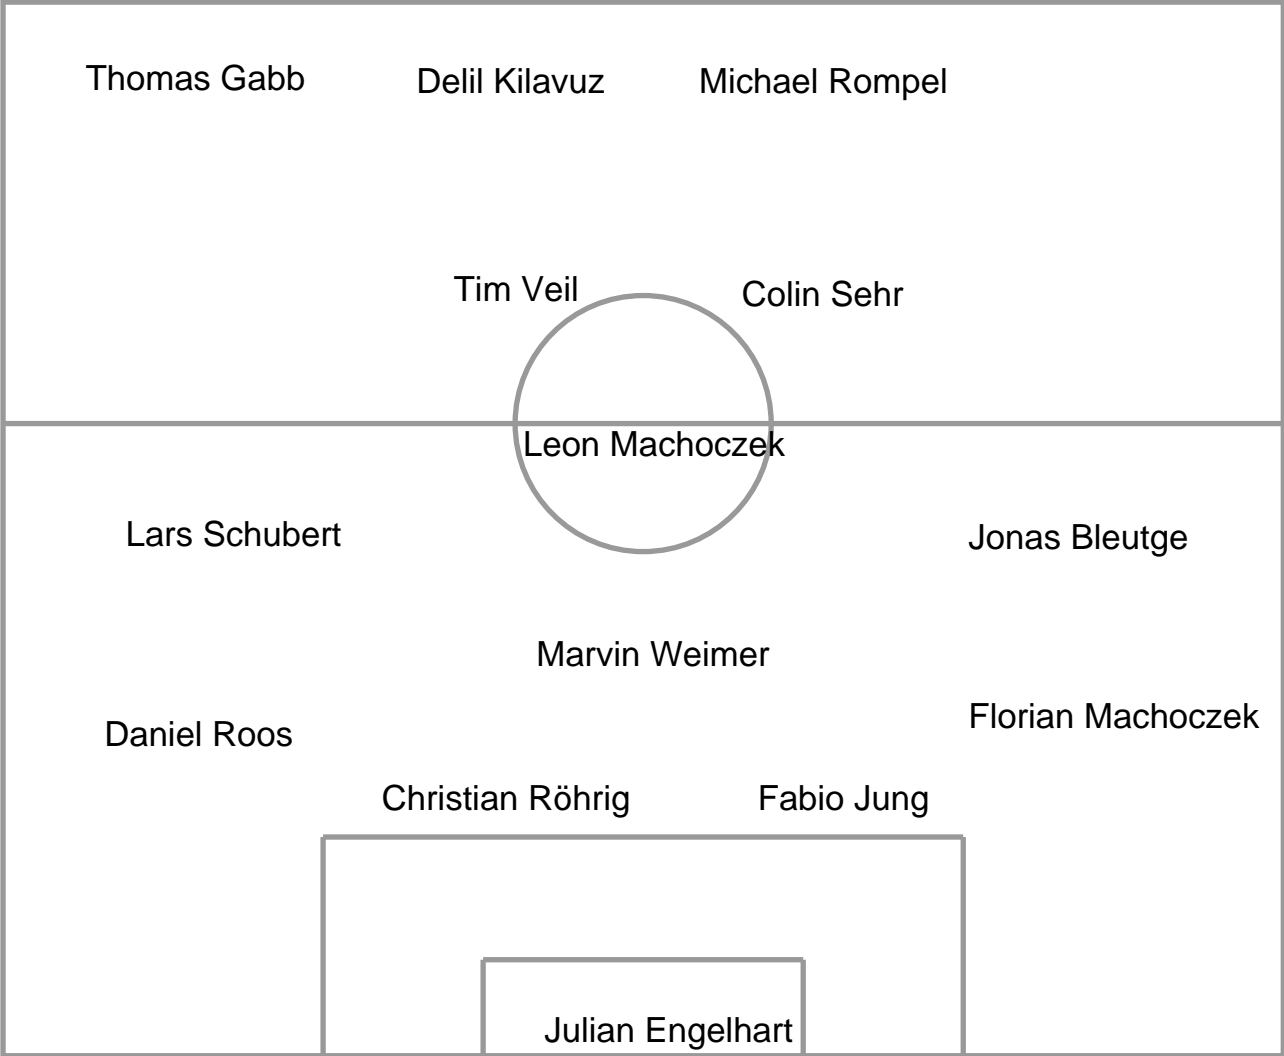 Thomas Gabb
Delil Kilavuz
Michael Rompel
Tim Veil
Colin Sehr
Leon Machoczek
Lars Schubert
Jonas Bleutge
Marvin Weimer
Florian Machoczek
Daniel Roos
Christian Röhrig
Fabio Jung
Julian Engelhart